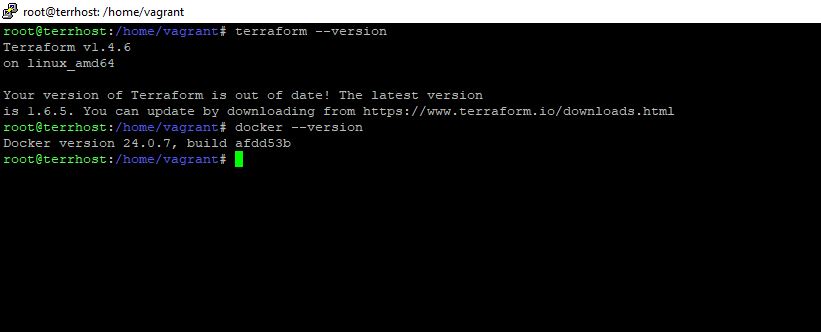 root@terrhost: /home/vagrant
root@terrhost:/home/vagrant# terraform --version
Terraform v1.4.6
on linux_amd64
Your version of Terraform is out of date! The latest version
is 1.6.5. You can update by downloading from https://www.terraform.io/downloads.html
root@terrhost:/home/vagrant# docker --version
Docker version 24.0.7, build afdd53b
root@terrhost:/home/vagrant#